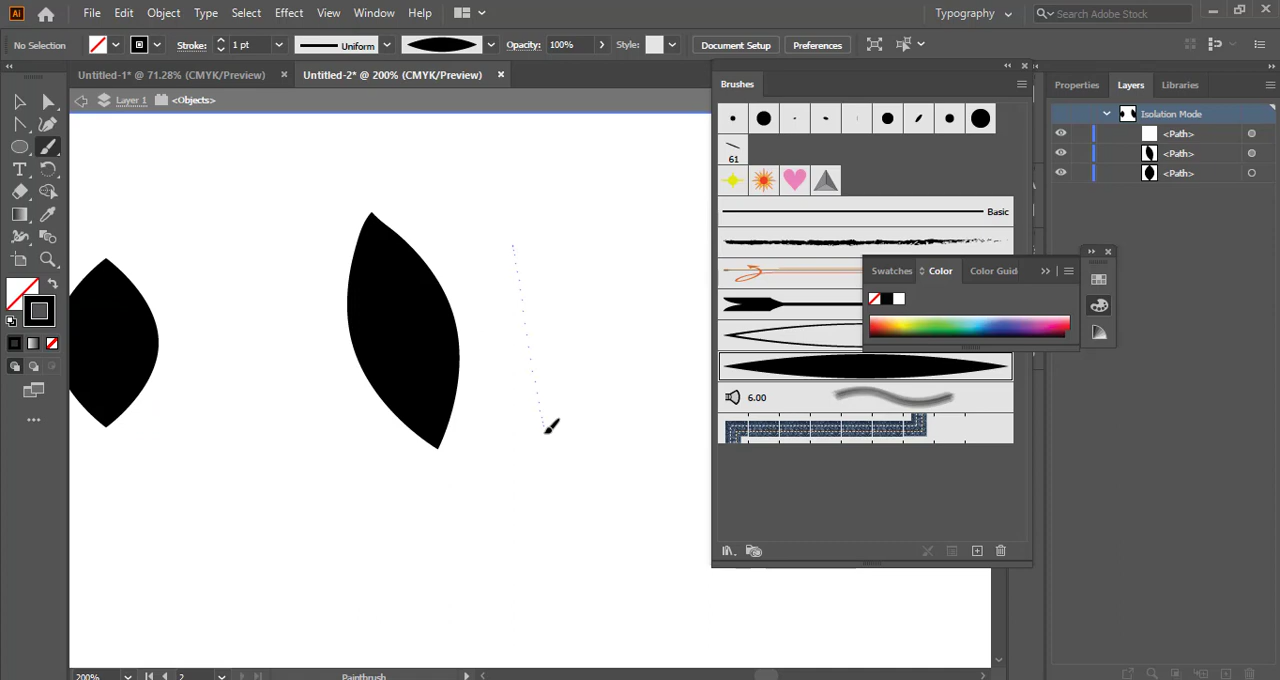 Ai File Edit Object Type Select Effect View Window Help Typography Search Adobe Stock
No Selection Stroke: 1 pt Uniform Opacity: 100% Style: Document Setup Preferences
Untitled-1* @ 71.28% (CMYK/Preview) Untitled-2* @ 200% (CMYK/Preview)
Layer 1 <Objects>
Brushes
Properties Layers Libraries
Isolation Mode
<Path>
<Path>
<Path>
61
Basic
Swatches Color Color Guid
6.00
200% 2 Paintbrush